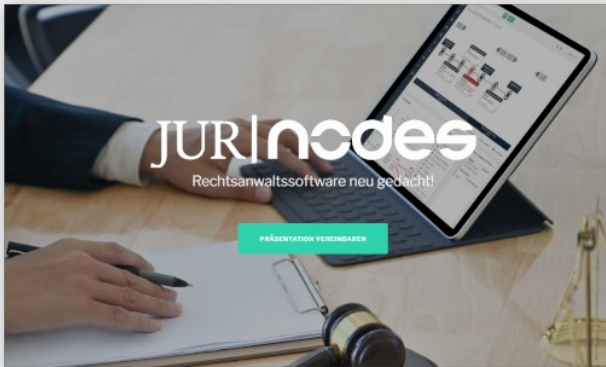 JUR|nodes
Rechtsanwaltssoftware neu gedacht!
PRÄSENTATION VEREINBAREN